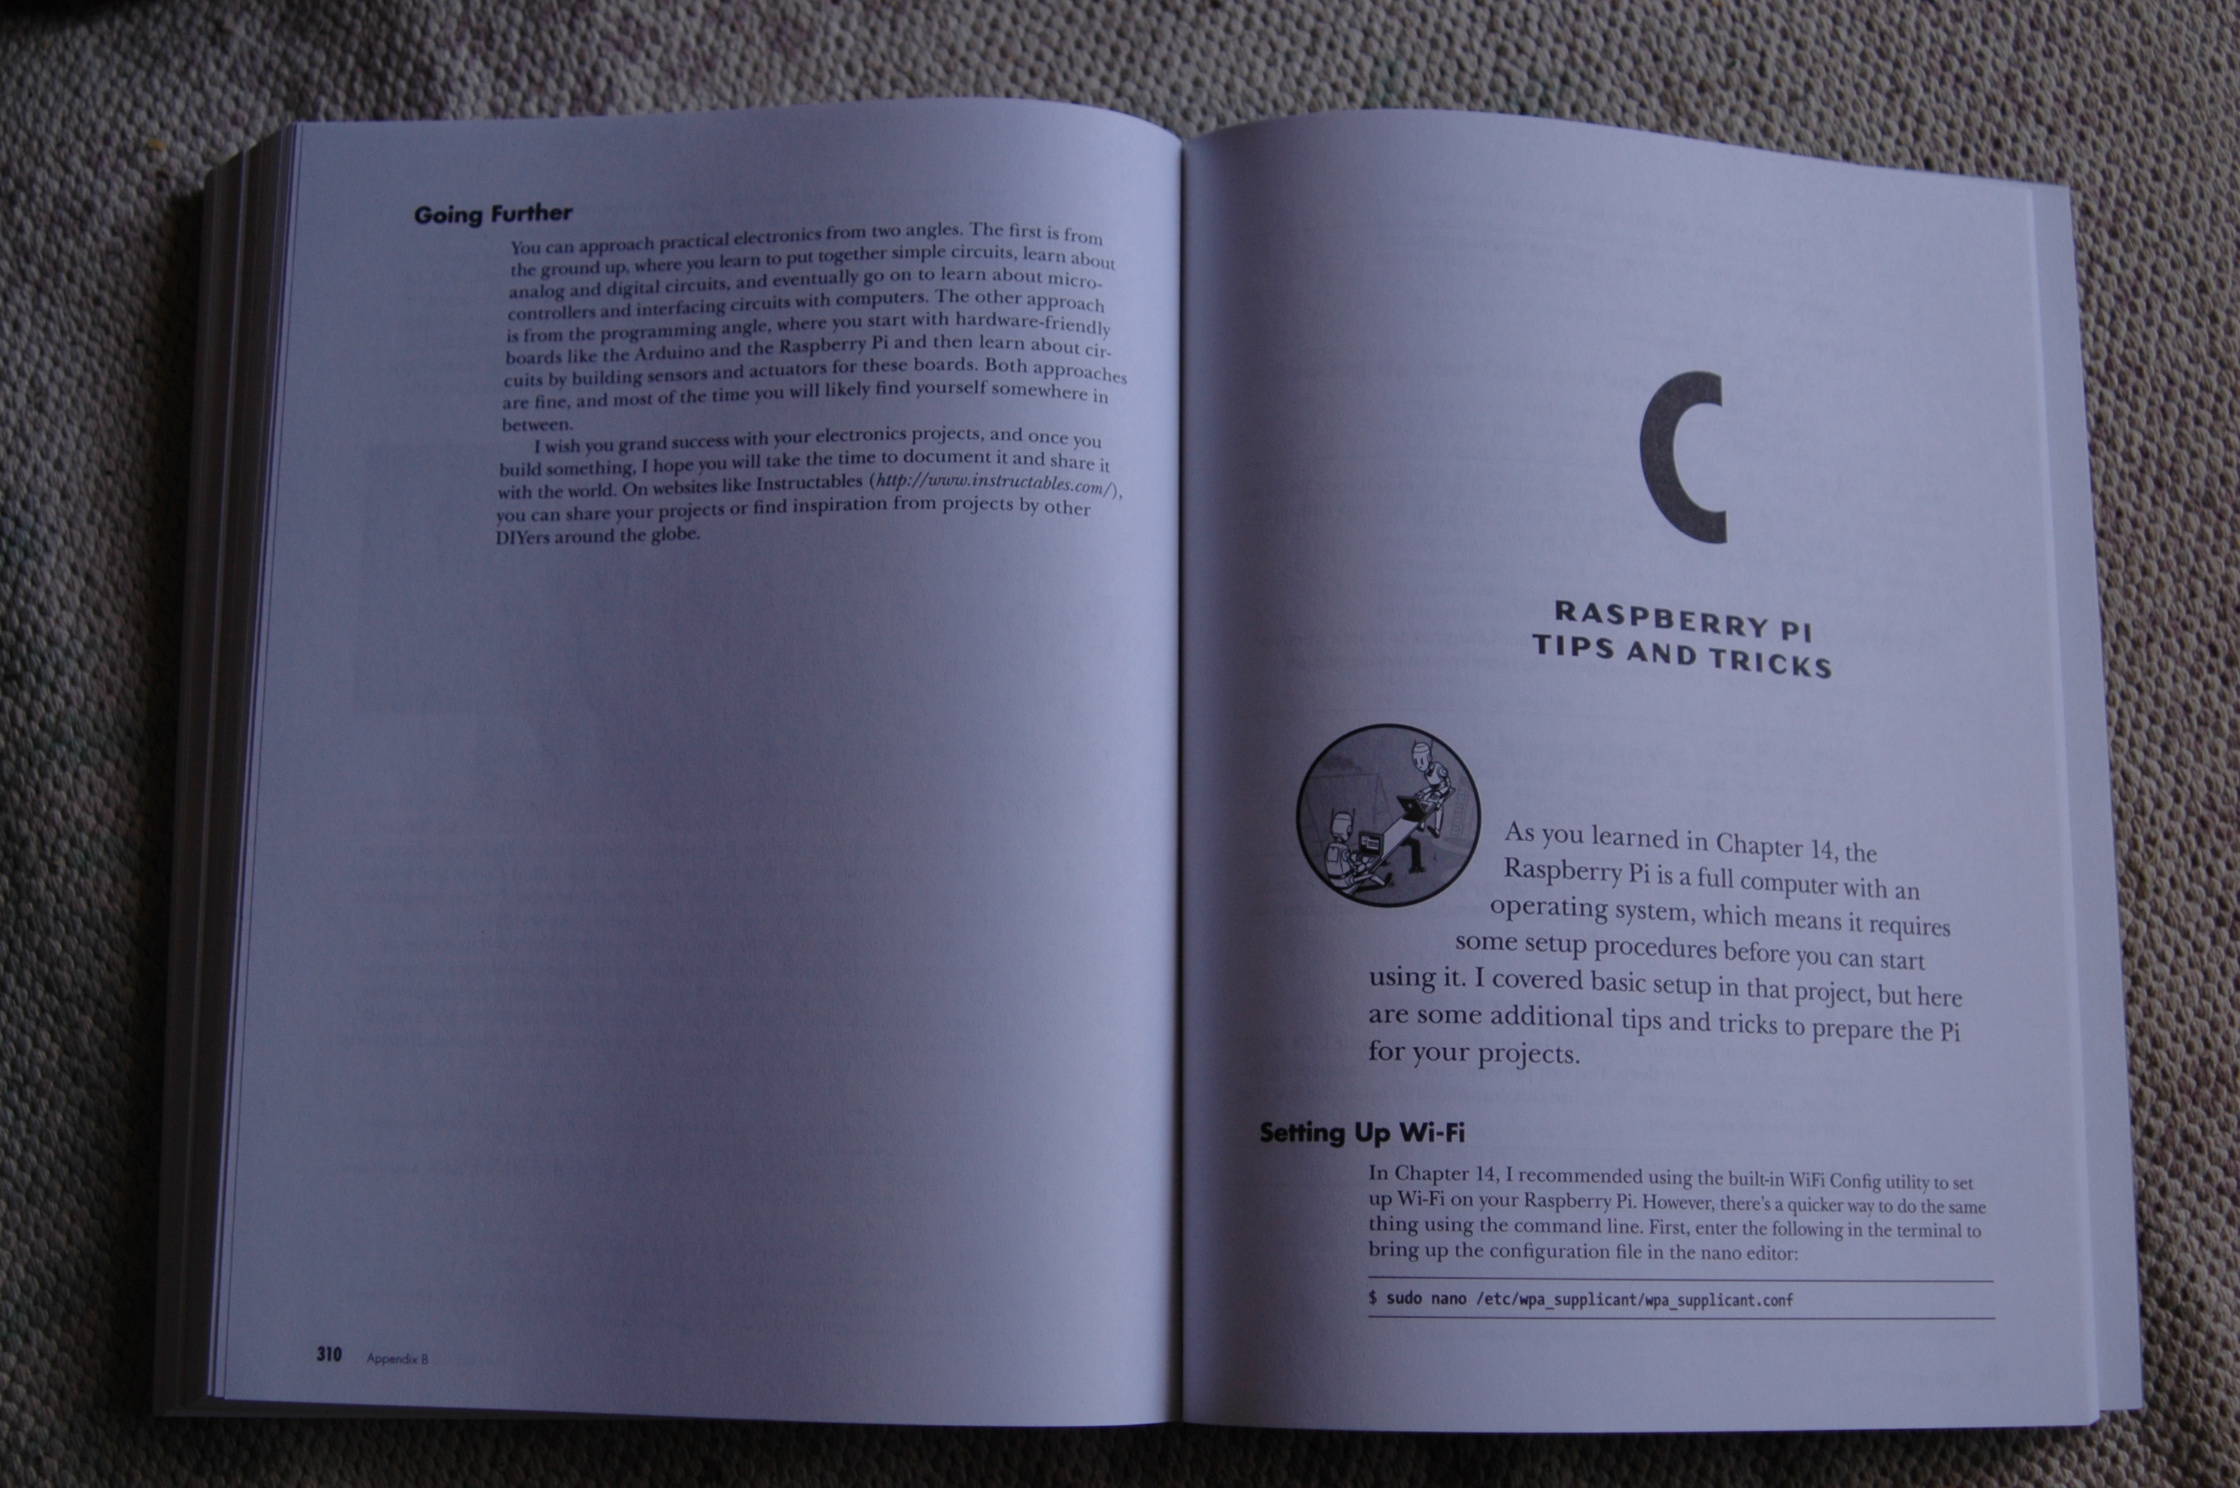 Going Further
You can approach practical electronics from two angles. The first is from
the ground up, where you learn to put together simple circuits, learn about
analog and digital circuits, and eventually go on to learn about micro-
controllers and interfacing circuits with computers. The other approach
is from the programming angle, where you start with hardware-friendly
boards like the Arduino and the Raspberry Pi and then learn about cir-
cuits by building sensors and actuators for these boards. Both approaches
are fine, and most of the time you will likely find yourself somewhere in
between.
I wish you grand success with your electronics projects, and once you
build something, I hope you will take the time to document it and share it
with the world. On websites like Instructables (http://www.instructables.com/),
you can share your projects or find inspiration from projects by other
DIYers around the globe.
310 Appendix B
C
RASPBERRY PI
TIPS AND TRICKS
As you learned in Chapter 14, the
Raspberry Pi is a full computer with an
operating system, which means it requires
some setup procedures before you can start
using it. I covered basic setup in that project, but here
are some additional tips and tricks to prepare the Pi
for your projects.
Setting Up Wi-Fi
In Chapter 14, I recommended using the built-in WiFi Config utility to set
up Wi-Fi on your Raspberry Pi. However, there's a quicker way to do the same
thing using the command line. First, enter the following in the terminal to
bring up the configuration file in the nano editor:
$ sudo nano /etc/wpa_supplicant/wpa_supplicant.conf